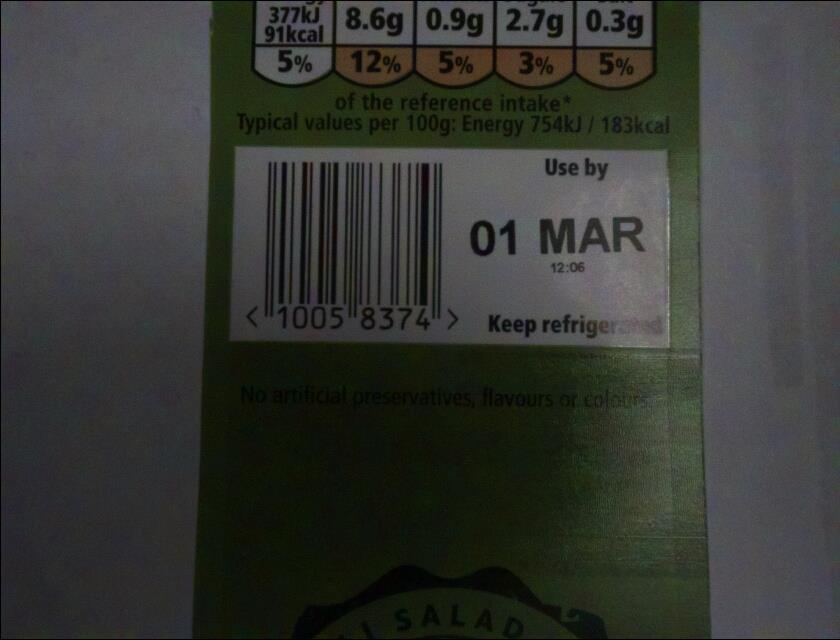 377kJ 8.6g 0.9g 2.7g 0.3g
91kcal
5% 12% 5% 3% 5%
of the reference intake*
Typical values per 100g: Energy 754kJ / 183kcal
Use by
01 MAR
12:06
< 1005 8374 >
Keep refrigerated
No artificial preservatives, flavours or colours
SALAD